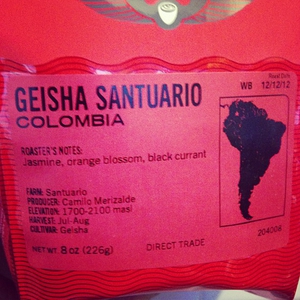 Roast Date
WB 12/12/12
GEISHA SANTUARIO
COLOMBIA
ROASTER'S NOTES:
Jasmine, orange blossom, black currant
FARM: Santuario
PRODUCER: Camilo Merizalde
ELEVATION: 1700-2100 masl
HARVEST: Jul-Aug
CULTIVAR: Geisha
204006
NET WT. 8 oz (226g)
DIRECT TRADE